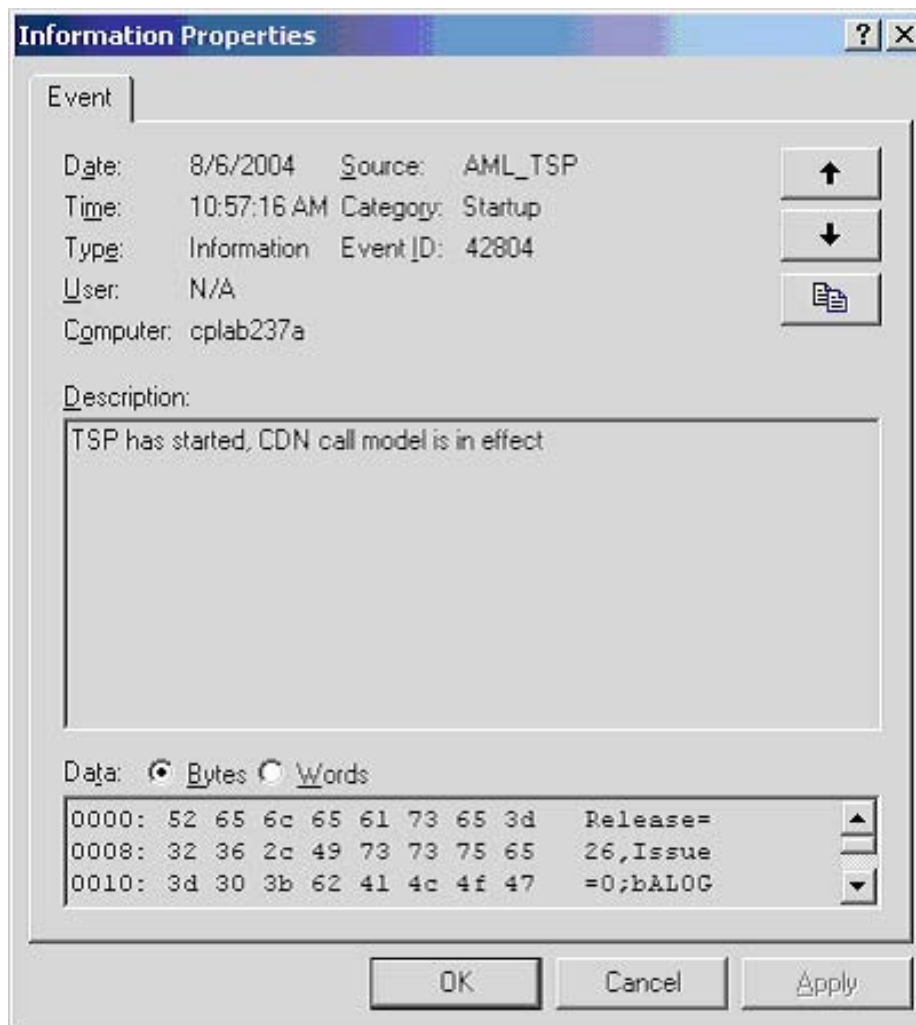 Information Properties
Event
Date: 8/6/2004 Source: AML_TSP
Time: 10:57:16 AM Category: Startup
Type: Information Event ID: 42804
User: N/A
Computer: cplab237a
Description:
TSP has started, CDN call model is in effect
Data: Bytes Words
0000: 52 65 6c 65 61 73 65 3d Release=
0008: 32 36 2c 49 73 73 75 65 26,Issue
0010: 3d 30 3b 62 41 4c 4f 47 =0;bALOG
OK Cancel Apply